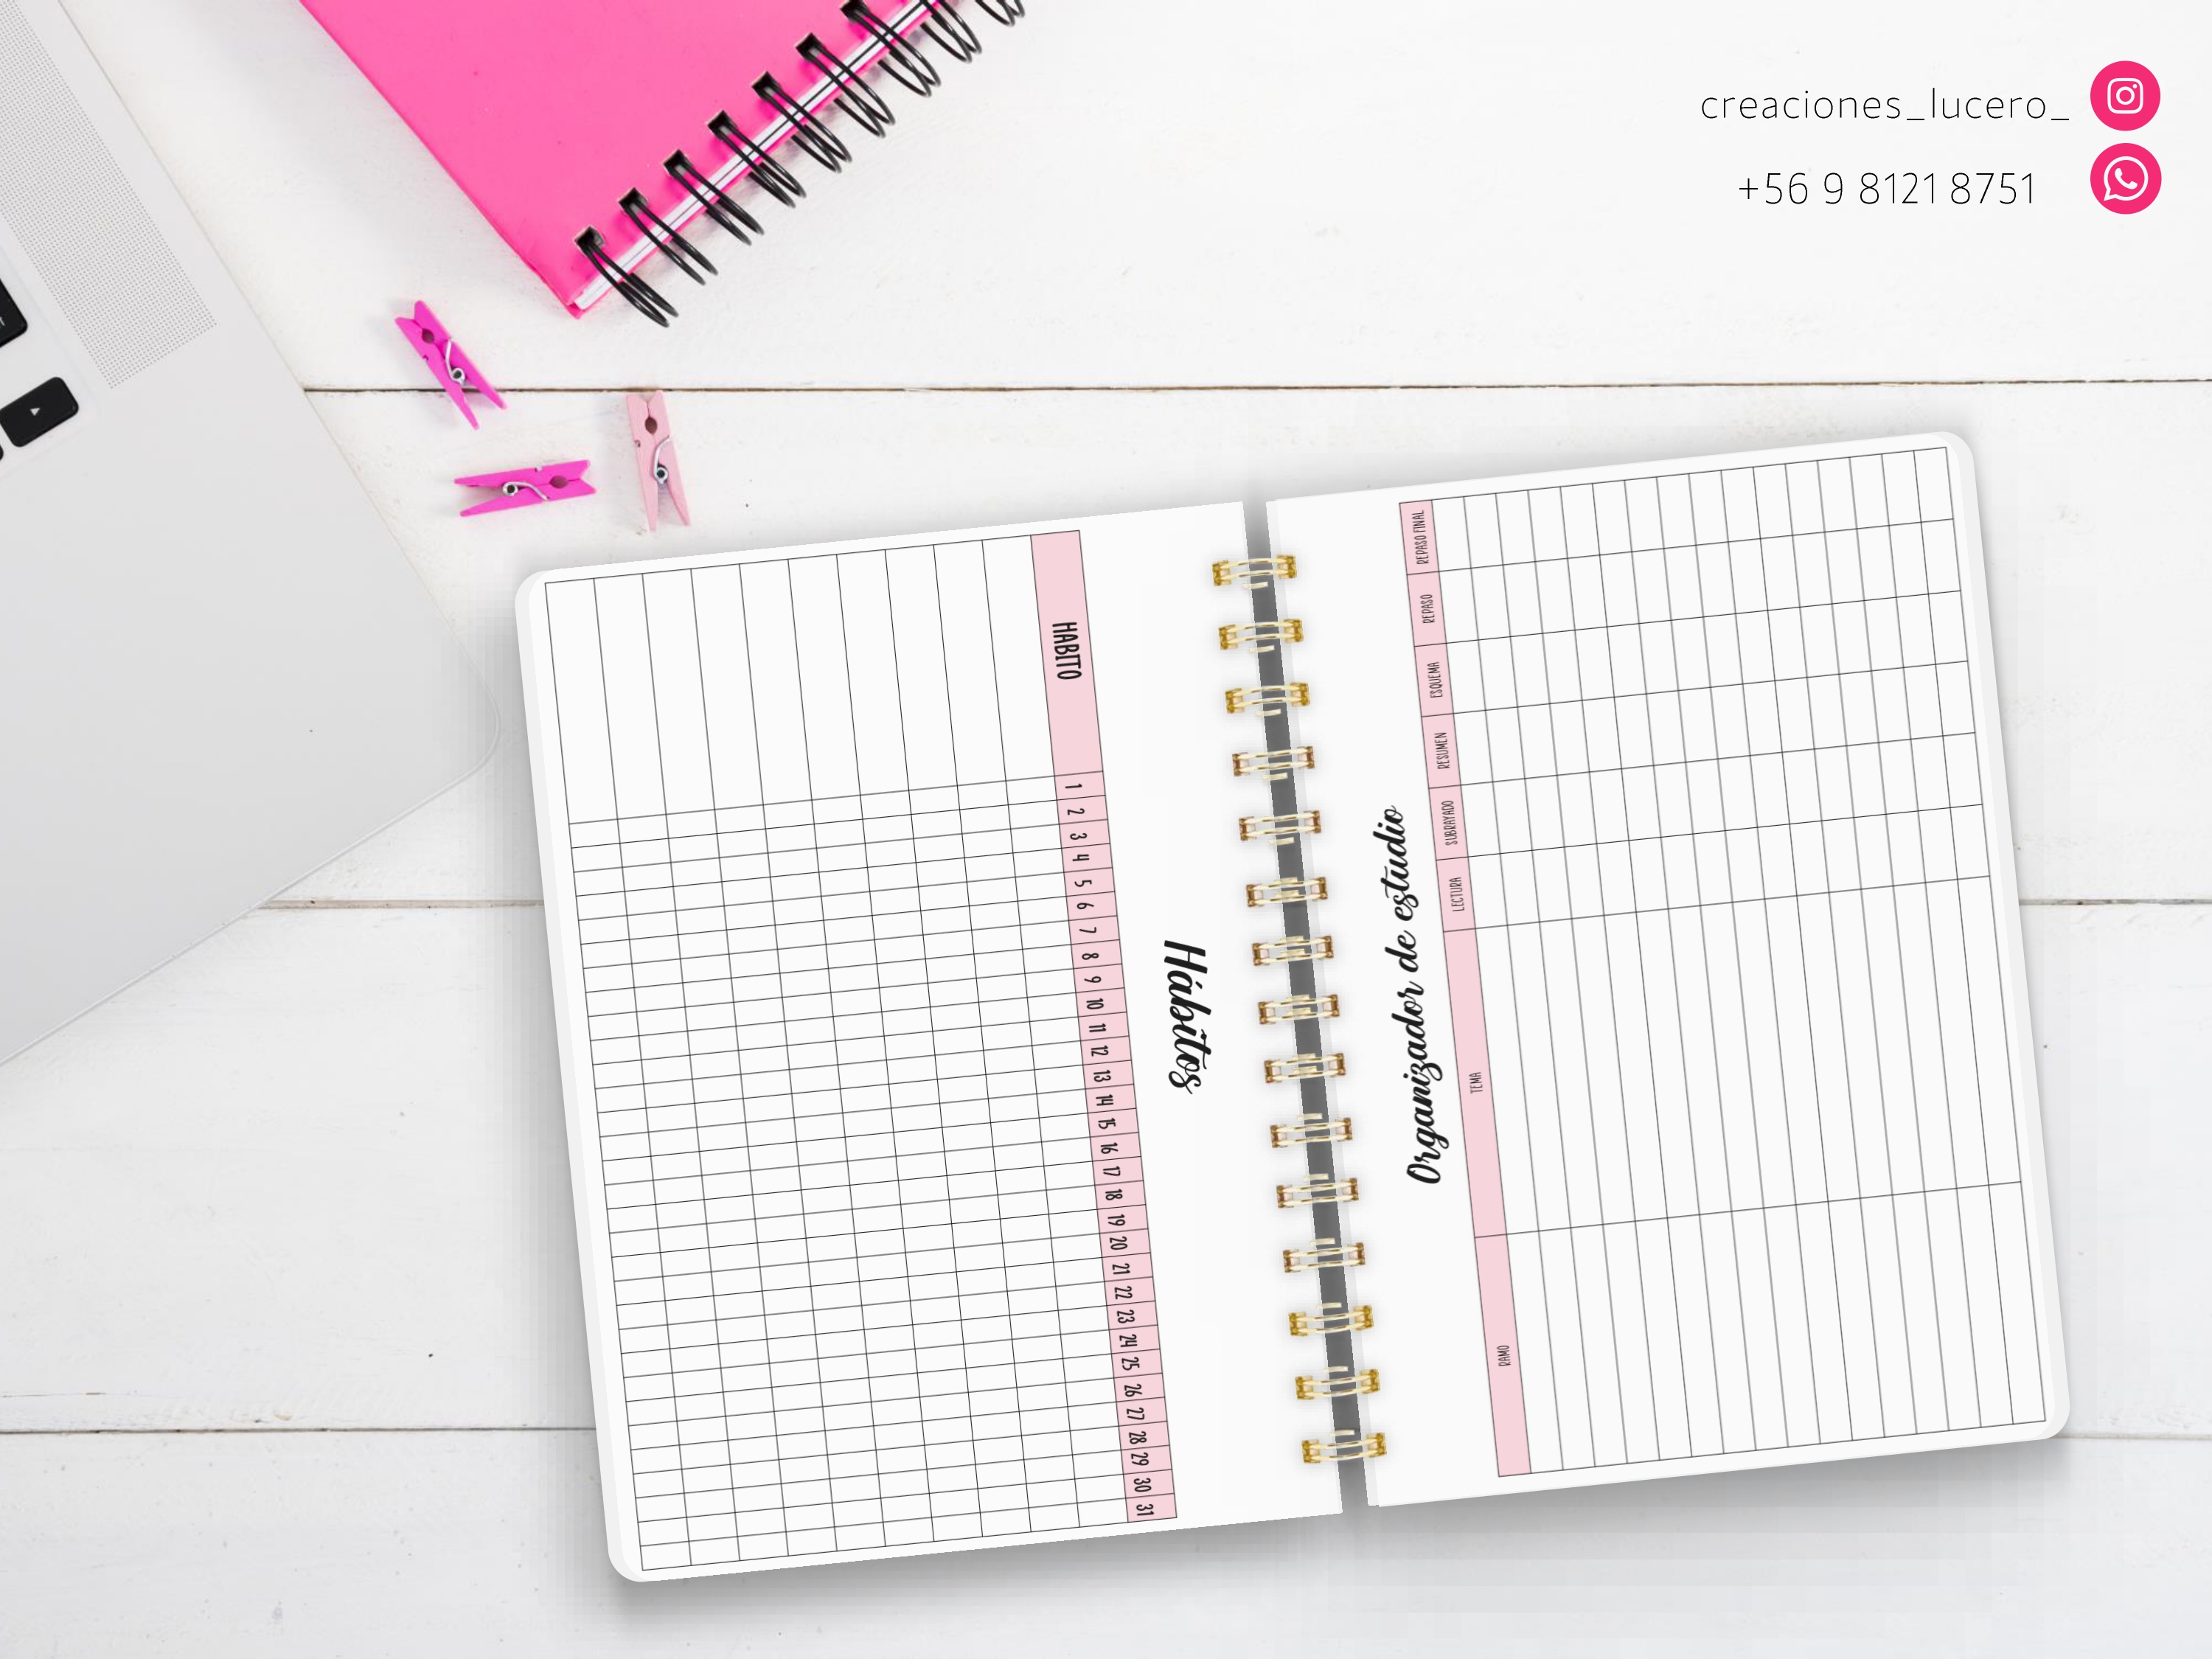 creaciones_lucero_
+56 9 81218751
Hábitos
HABITO 1 2 3 4 5 6 7 8 9 10 11 12 13 14 15 16 17 18 19 20 21 22 23 24 25 26 27 28 29 30 31
Organizador de estudio
RAMO TEMA LECTURA SUBRAYADO RESUMEN ESQUEMA REPASO REPASO FINAL